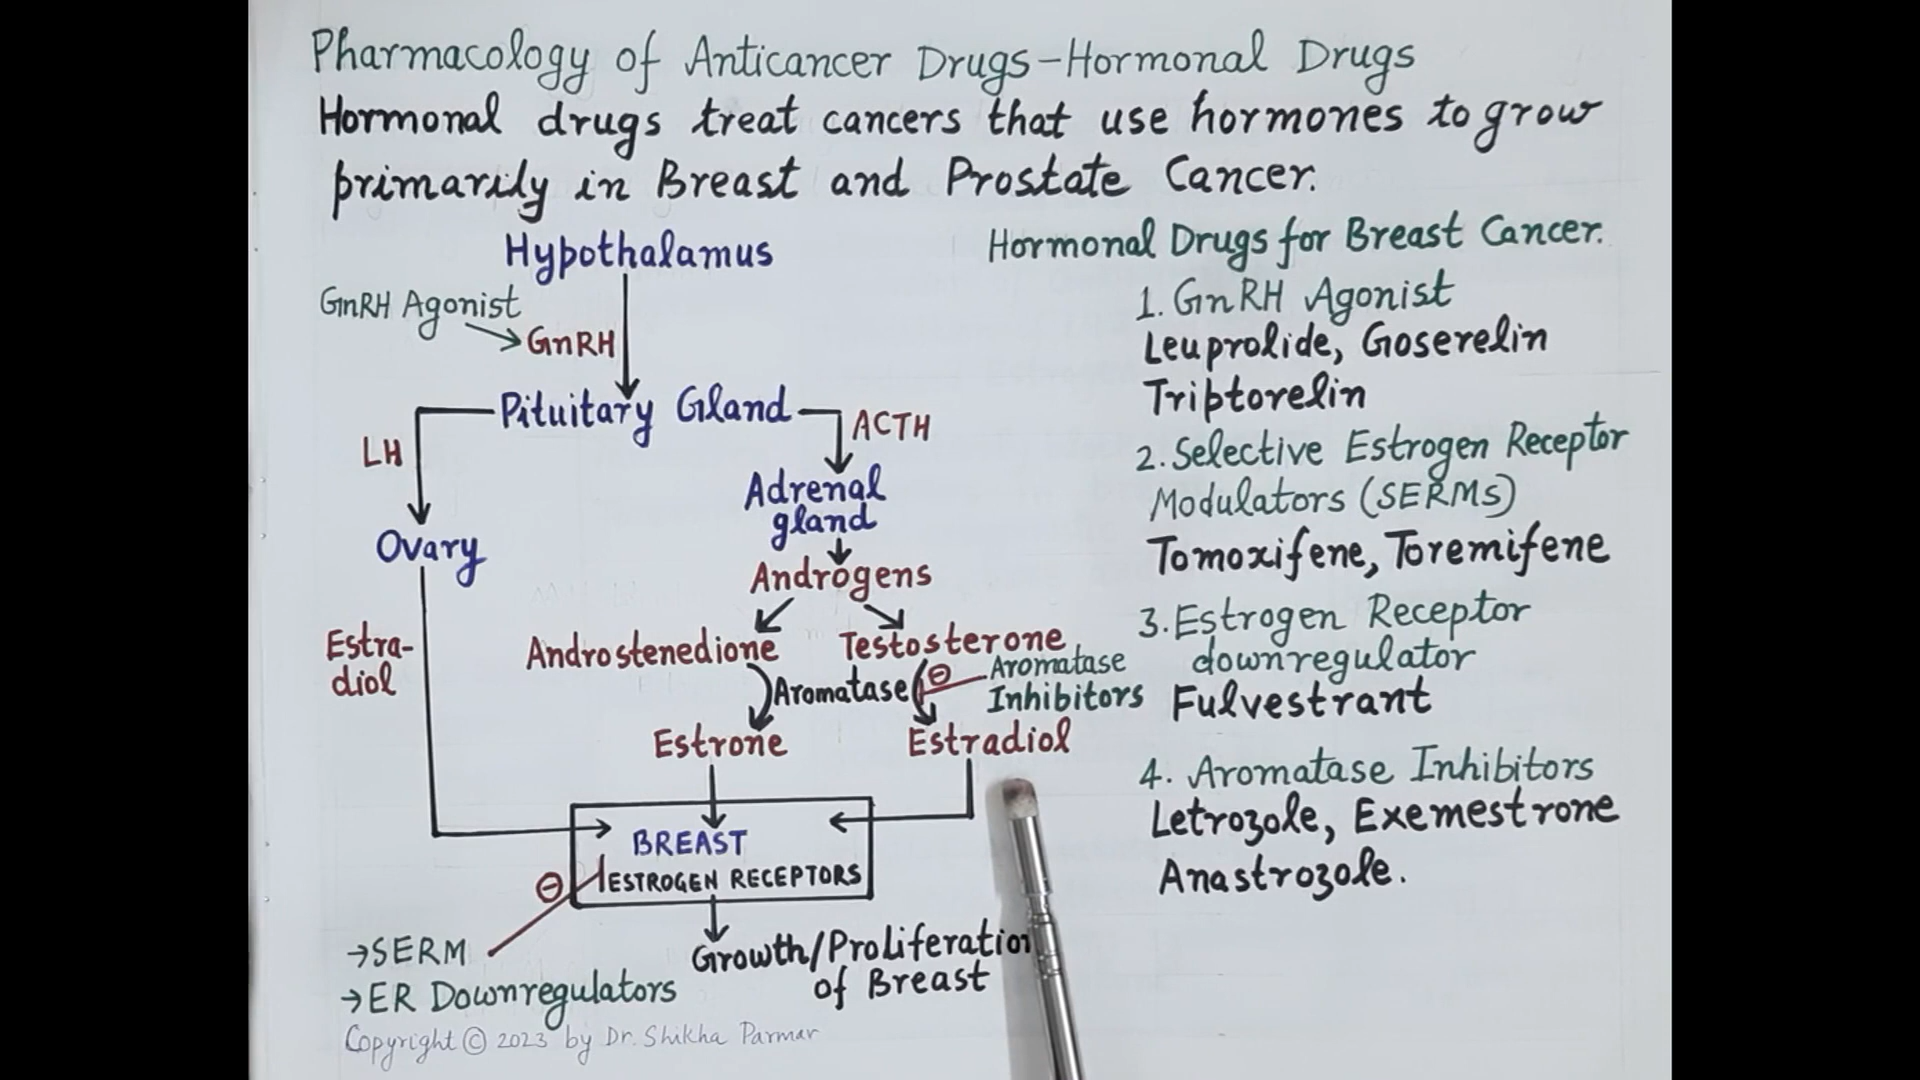 Pharmacology of Anticancer Drugs-Hormonal Drugs
Hormonal drugs treat cancers that use hormones to grow
primarily in Breast and Prostate Cancer.
Hypothalamus
GnRH Agonist
GnRH
Pituitary Gland
LH
ACTH
Adrenal
gland
Ovary
Androgens
Estra-
diol
Androstenedione
Testosterone
Aromatase
⊖
Aromatase
Inhibitors
Estrone
Estradiol
BREAST
ESTROGEN RECEPTORS
⊖
→SERM
→ER Downregulators
Growth/Proliferation
of Breast
Copyright © 2023 by Dr. Shikha Parmar
Hormonal Drugs for Breast Cancer.
1. GnRH Agonist
Leuprolide, Goserelin
Triptorelin
2. Selective Estrogen Receptor
Modulators (SERMs)
Tomoxifene, Toremifene
3. Estrogen Receptor
downregulator
Fulvestrant
4. Aromatase Inhibitors
Letrozole, Exemestrone
Anastrozole.